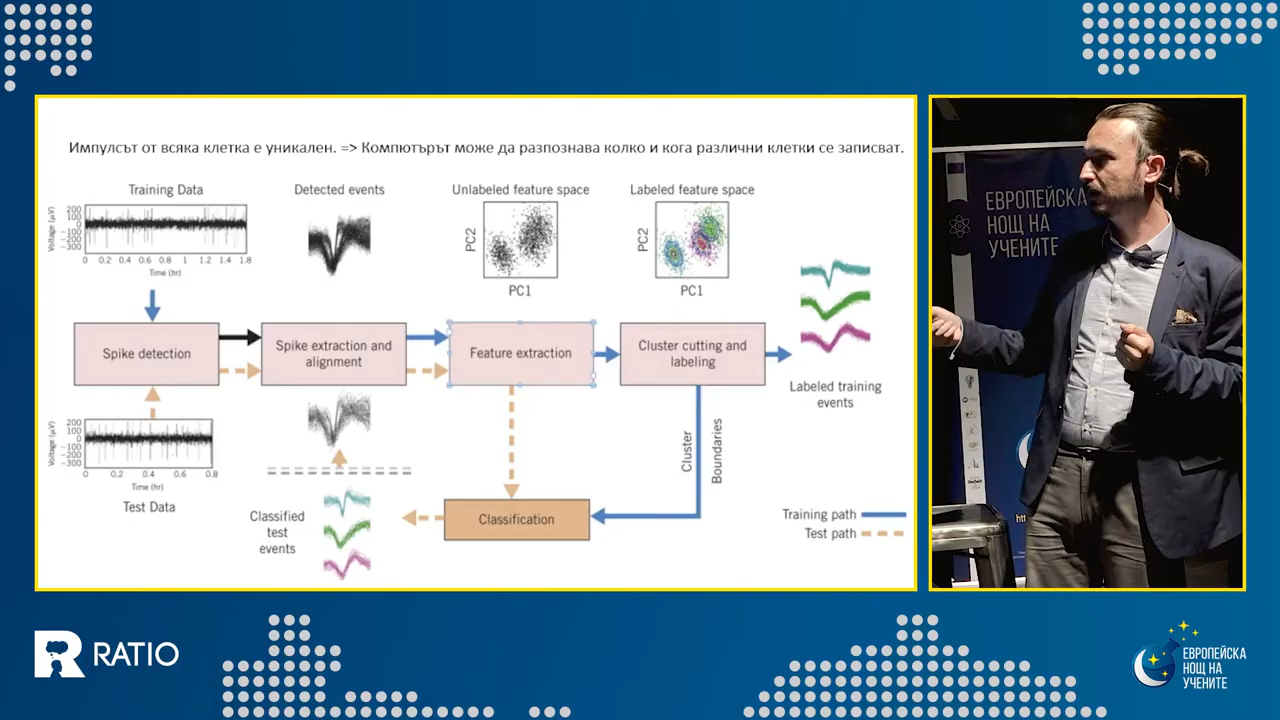 Импулсът от всяка клетка е уникален. => Компютърът може да разпознава колко и кога различни клетки се записват.
Training Data
Detected events
Unlabeled feature space
Labeled feature space
Voltage (µV)
200
100
0
−100
−200
−300
0 0.2 0.4 0.6 0.8 1 1.2 1.4 1.6 1.8
Time (hr)
PC2
PC1
PC2
PC1
Spike detection
Spike extraction and
alignment
Feature extraction
Cluster cutting and
labeling
Labeled training
events
Voltage (µV)
200
100
0
−100
−200
−300
0 0.2 0.4 0.6 0.8
Time (hr)
Test Data
Cluster
Boundaries
Classified
test
events
Classification
Training path
Test path
ЕВРОПЕЙСКА
НОЩ НА
УЧЕНИТЕ
htt
R RATIO
ЕВРОПЕЙСКА
НОЩ НА
УЧЕНИТЕ